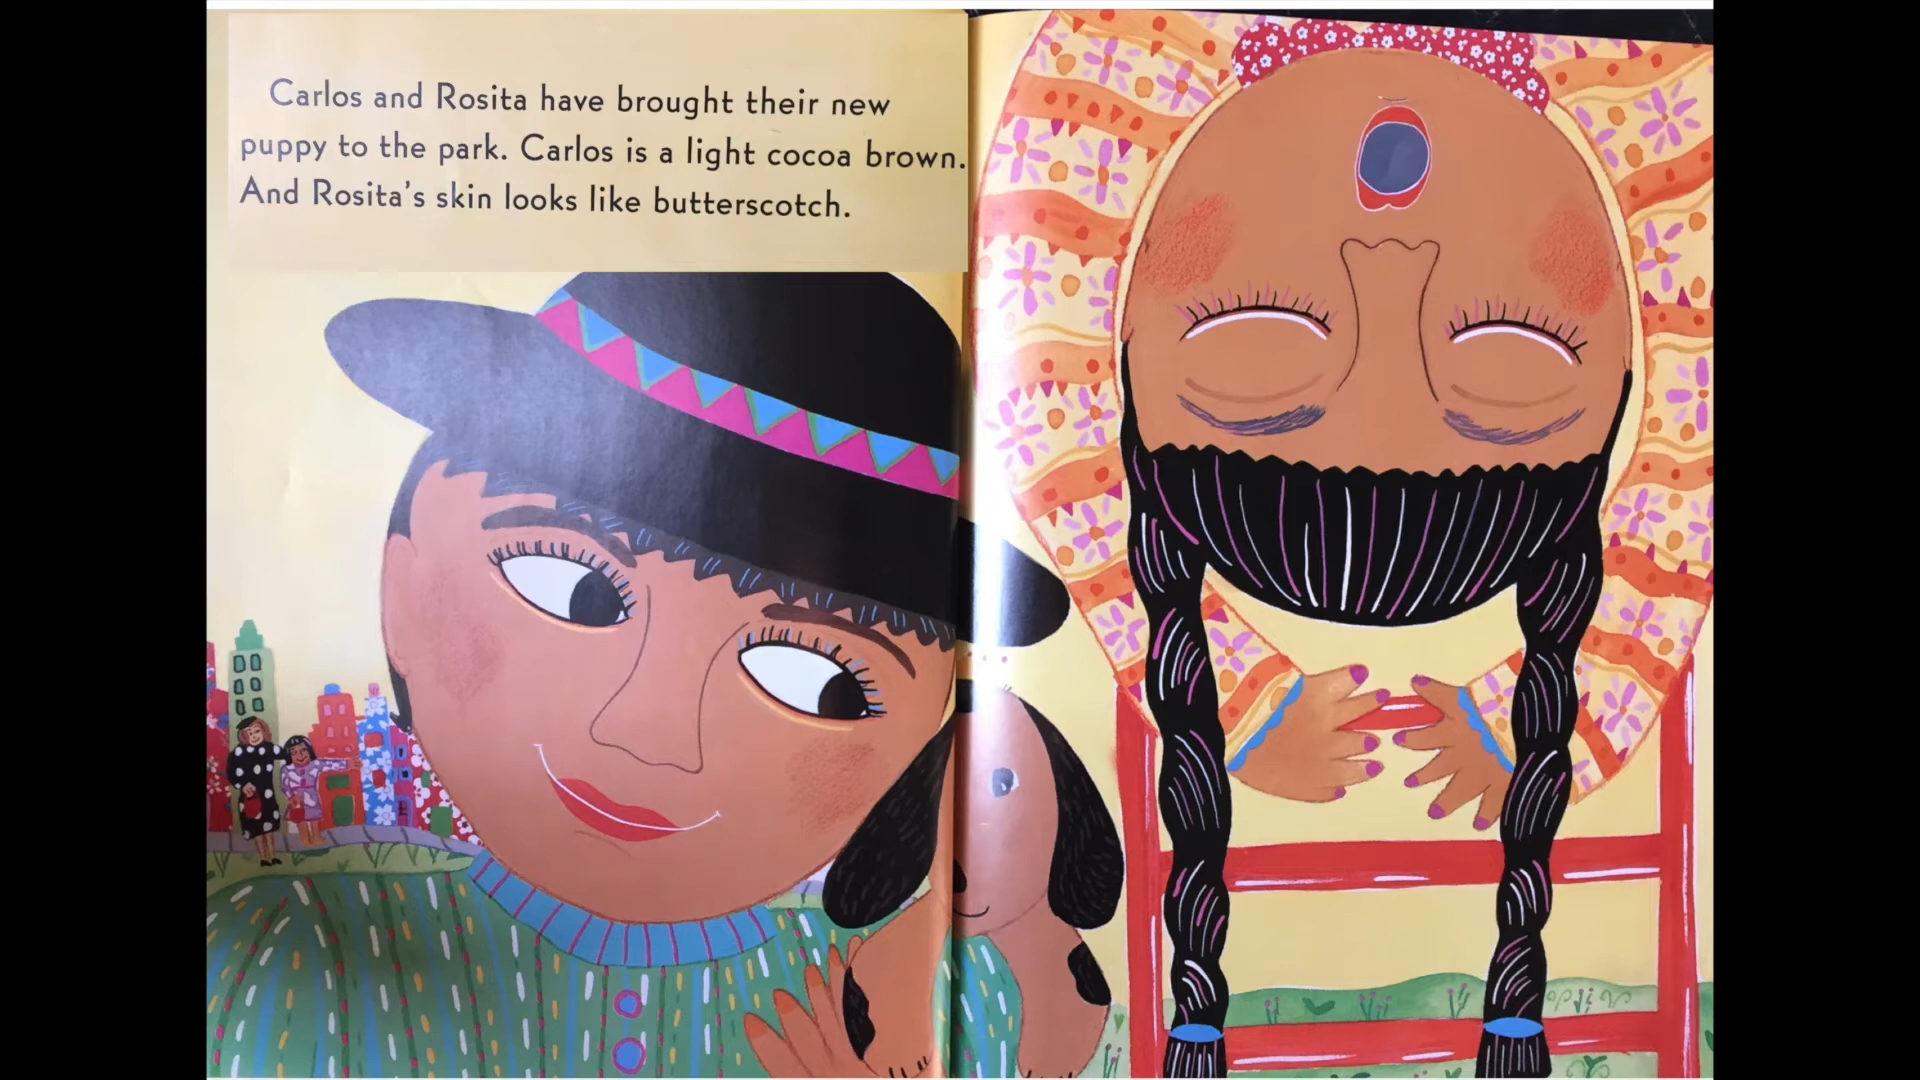 Carlos and Rosita have brought their new
puppy to the park. Carlos is a light cocoa brown.
And Rosita's skin looks like butterscotch.